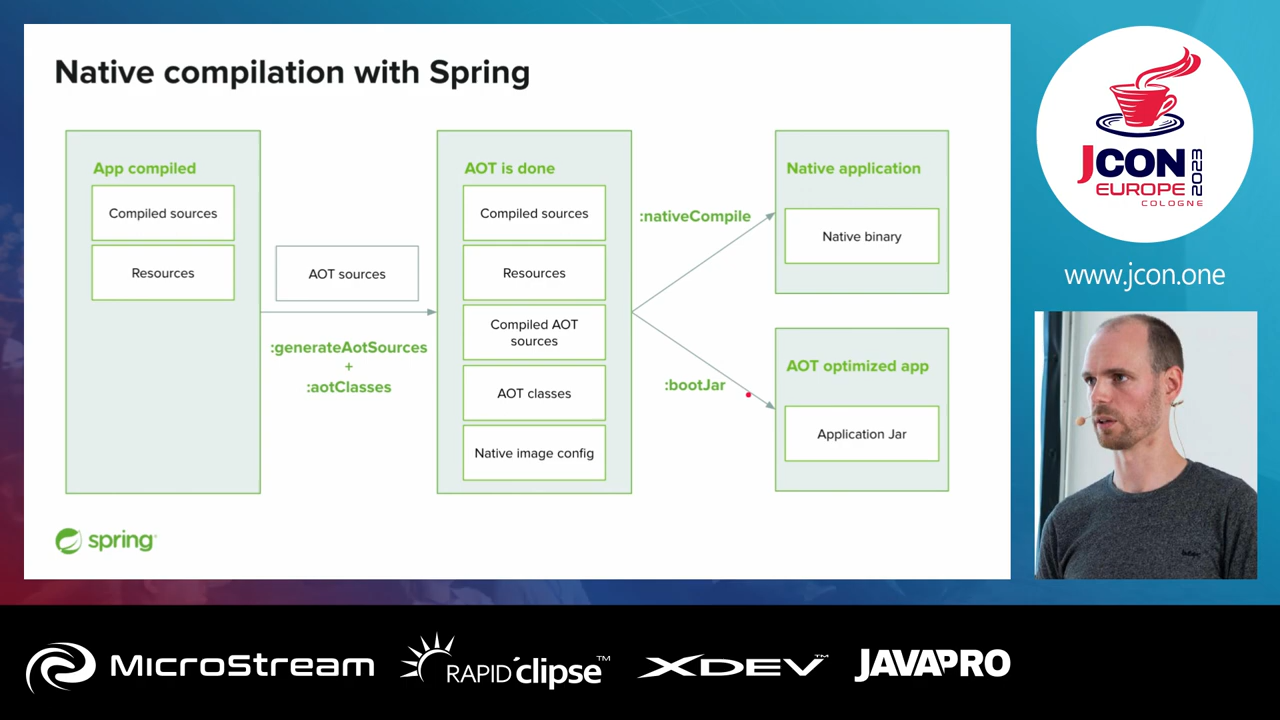 Native compilation with Spring
App compiled
Compiled sources
Resources
AOT sources
:generateAotSources
+
:aotClasses
AOT is done
Compiled sources
Resources
Compiled AOT
sources
AOT classes
Native image config
:nativeCompile
:bootJar
Native application
Native binary
AOT optimized app
Application Jar
spring
JCON
EUROPE
2023
COLOGNE
www.jcon.one
MicroStream
RAPIDclipse™
XDEV™
JAVAPRO